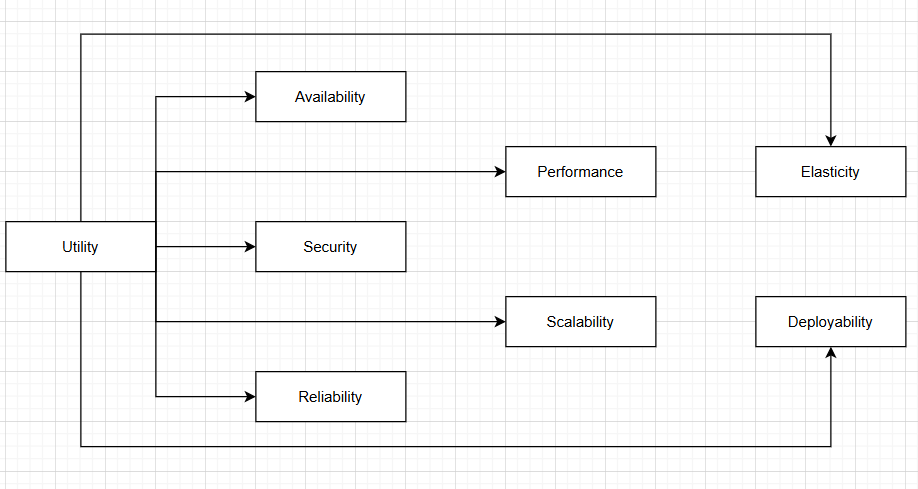 Availability
Performance
Elasticity
Utility
Security
Scalability
Deployability
Reliability